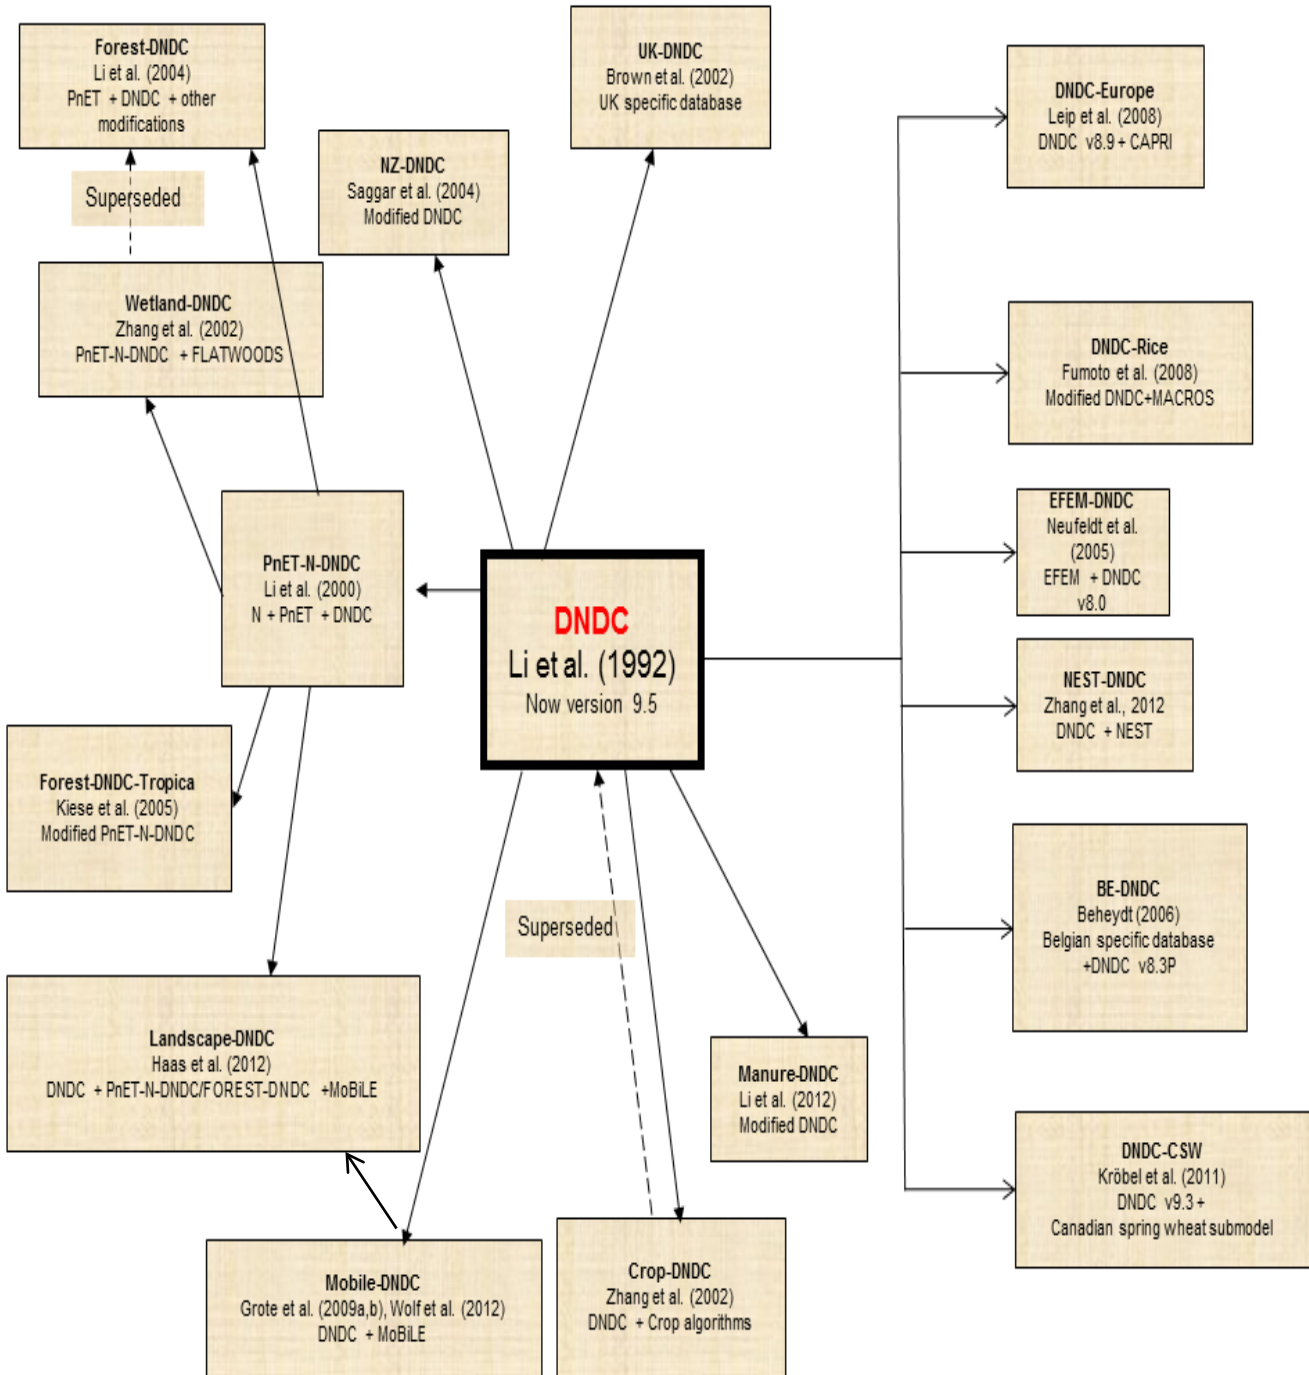 Forest-DNDC
Li et al. (2004)
PnET + DNDC + other
modifications
UK-DNDC
Brown et al. (2002)
UK specific database
DNDC-Europe
Leip et al. (2008)
DNDC v8.9 + CAPRI
NZ-DNDC
Saggar et al. (2004)
Modified DNDC
Superseded
Wetland-DNDC
Zhang et al. (2002)
PnET-N-DNDC + FLATWOODS
DNDC-Rice
Fumoto et al. (2008)
Modified DNDC+MACROS
EFEM-DNDC
Neufeldt et al.
(2005)
EFEM + DNDC
v8.0
PnET-N-DNDC
Li et al. (2000)
N + PnET + DNDC
DNDC
Li et al. (1992)
Now version 9.5
NEST-DNDC
Zhang et al., 2012
DNDC + NEST
Forest-DNDC-Tropica
Kiese et al. (2005)
Modified PnET-N-DNDC
BE-DNDC
Beheydt (2006)
Belgian specific database
+DNDC v8.3P
Superseded
Landscape-DNDC
Haas et al. (2012)
DNDC + PnET-N-DNDC/FOREST-DNDC +MoBiLE
Manure-DNDC
Li et al. (2012)
Modified DNDC
DNDC-CSW
Kröbel et al. (2011)
DNDC v9.3 +
Canadian spring wheat submodel
Mobile-DNDC
Grote et al. (2009a,b), Wolf et al. (2012)
DNDC + MoBiLE
Crop-DNDC
Zhang et al. (2002)
DNDC + Crop algorithms